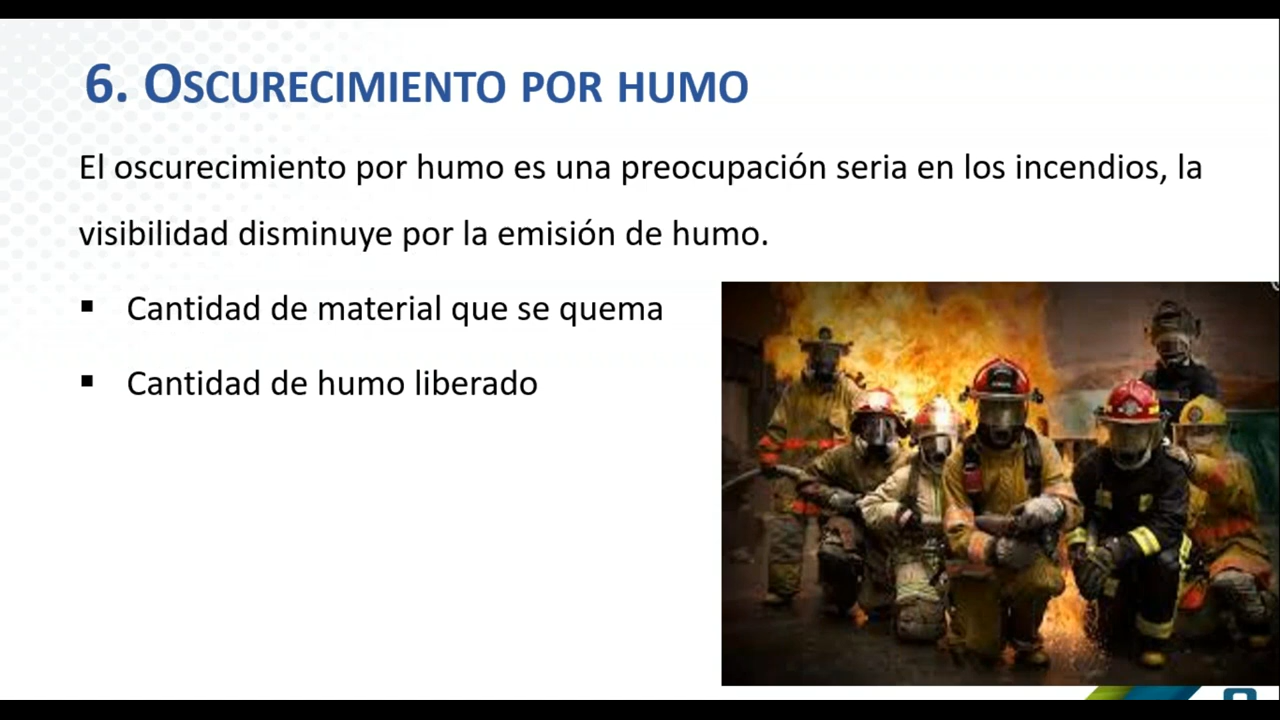 6. Oscurecimiento por humo
El oscurecimiento por humo es una preocupación seria en los incendios, la
visibilidad disminuye por la emisión de humo.
▪ Cantidad de material que se quema
▪ Cantidad de humo liberado